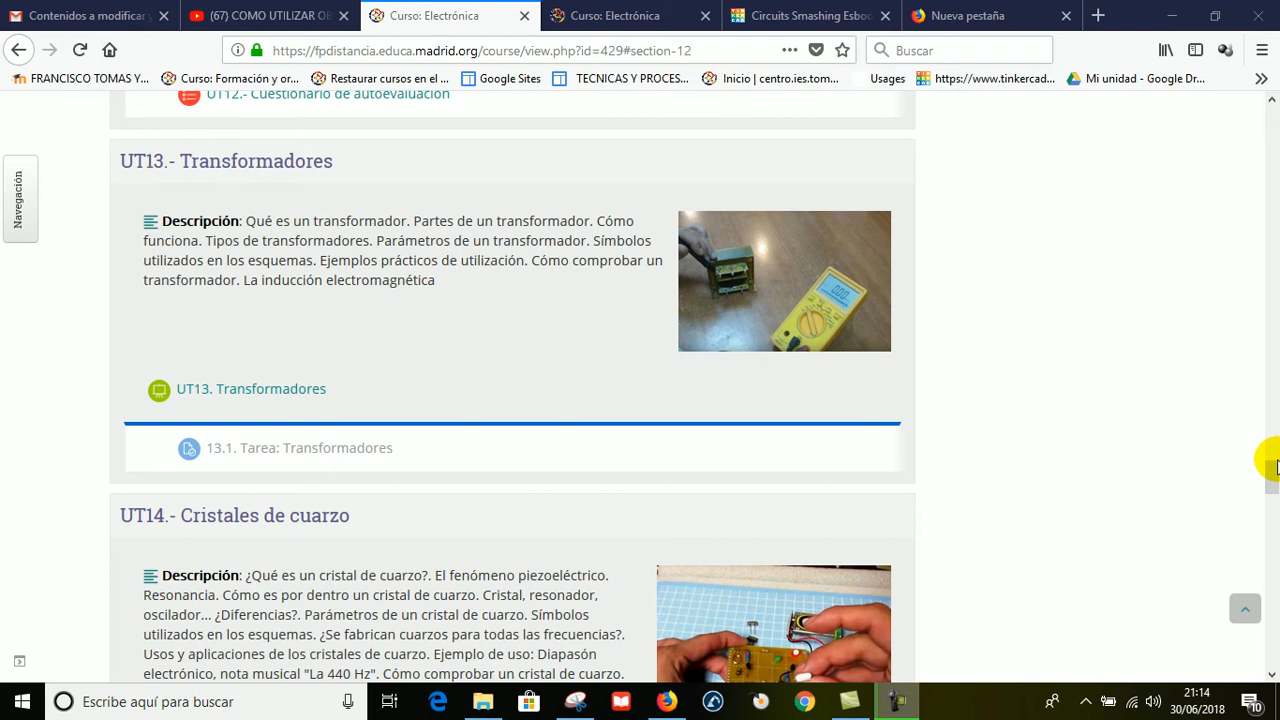 Contenidos a modificar
(67) COMO UTILIZAR OB
Curso: Electrónica
Curso: Electrónica
Circuits Smashing Esboo
Nueva pestaña
https://fpdistancia.educa.madrid.org/course/view.php?id=429#section-12
Buscar
FRANCISCO TOMAS Y...
Curso: Formación y or...
Restaurar cursos en el ...
Google Sites
TECNICAS Y PROCES...
Inicio | centro.ies.tom...
Usages
https://www.tinkercad...
Mi unidad - Google Dr...
UT12.- Cuestionario de autoevaluación
Navegación
UT13.- Transformadores
Descripción: Qué es un transformador. Partes de un transformador. Cómo
funciona. Tipos de transformadores. Parámetros de un transformador. Símbolos
utilizados en los esquemas. Ejemplos prácticos de utilización. Cómo comprobar un
transformador. La inducción electromagnética
UT13. Transformadores
13.1. Tarea: Transformadores
UT14.- Cristales de cuarzo
Descripción: ¿Qué es un cristal de cuarzo?. El fenómeno piezoeléctrico.
Resonancia. Cómo es por dentro un cristal de cuarzo. Cristal, resonador,
oscilador... ¿Diferencias?. Parámetros de un cristal de cuarzo. Símbolos
utilizados en los esquemas. ¿Se fabrican cuarzos para todas las frecuencias?.
Usos y aplicaciones de los cristales de cuarzo. Ejemplo de uso: Diapasón
electrónico, nota musical "La 440 Hz". Cómo comprobar un cristal de cuarzo.
Escribe aquí para buscar
21:14
30/06/2018
10